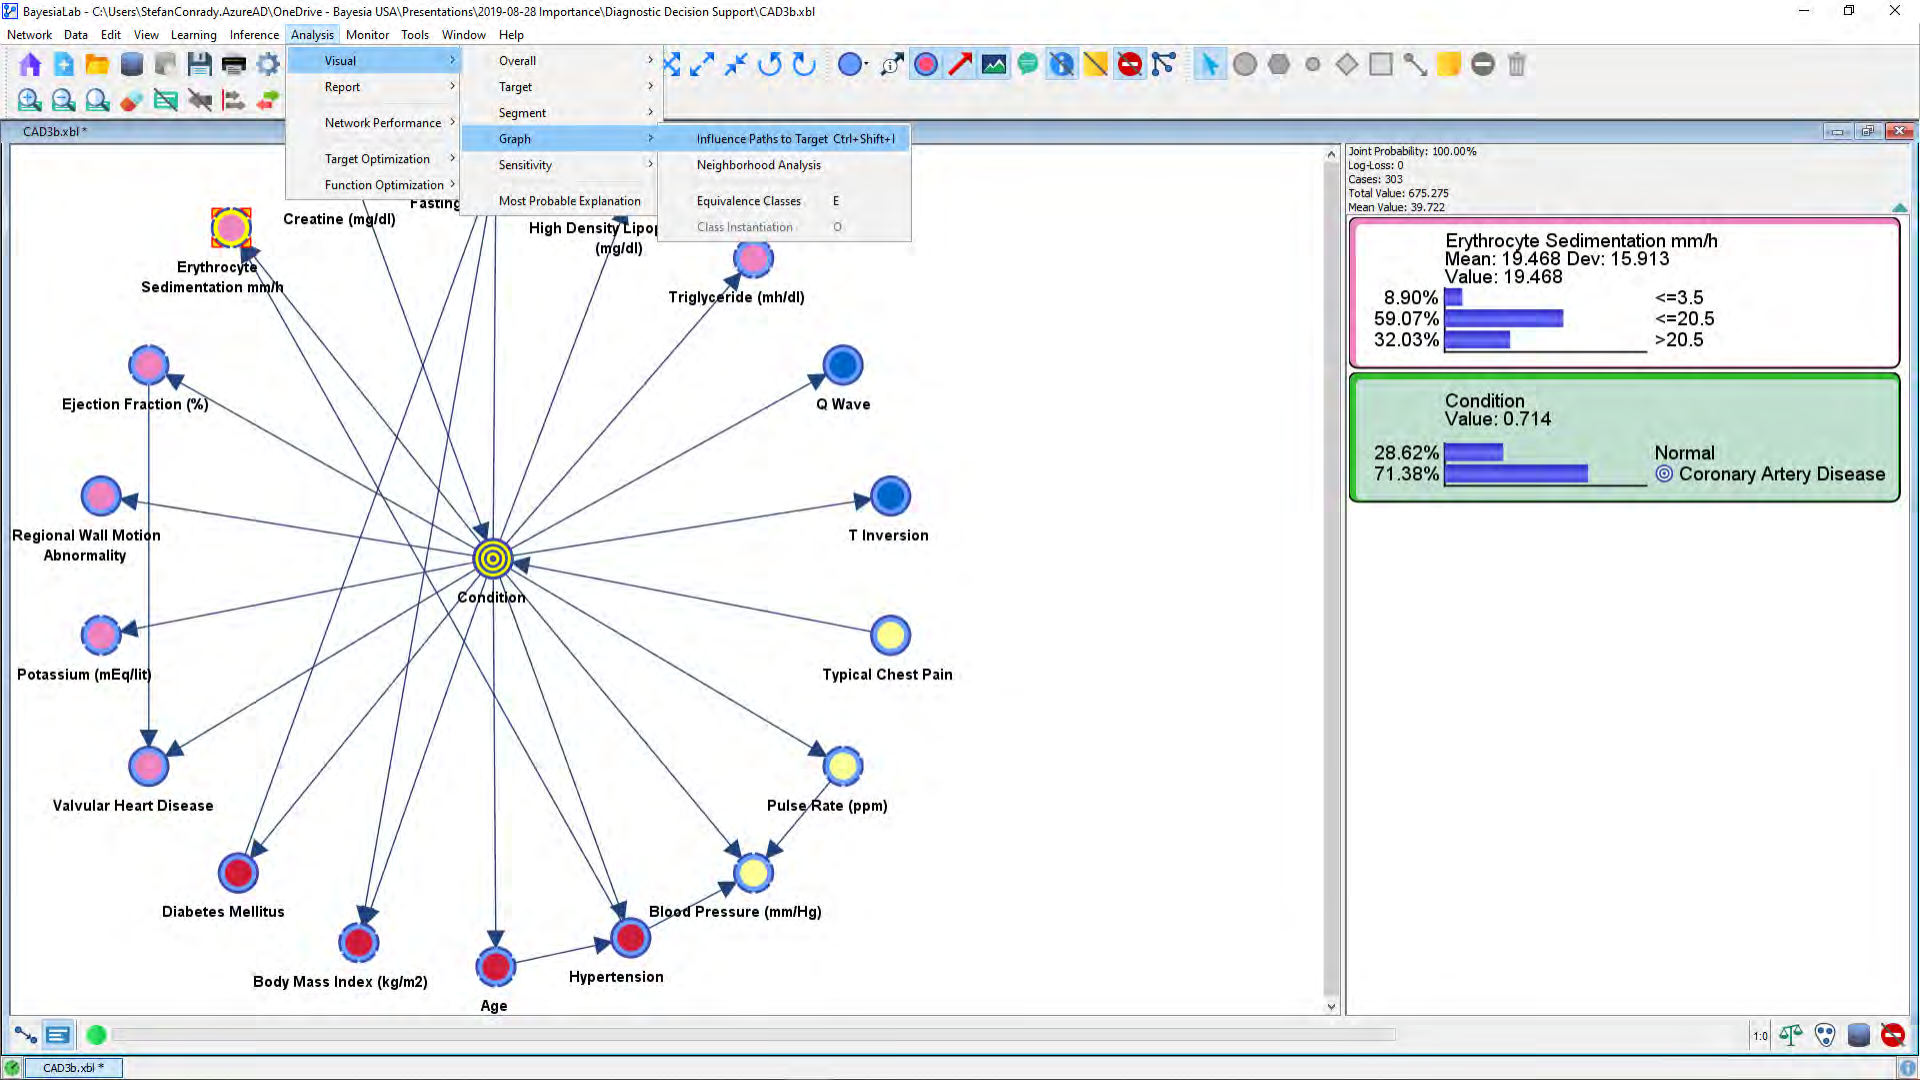 BayesiaLab - C:\Users\StefanConrady.AzureAD\OneDrive - Bayesia USA\Presentations\2019-08-28 Importance\Diagnostic Decision Support\CAD3b.xbl
Network Data Edit View Learning Inference Analysis Monitor Tools Window Help
Visual
Report
Network Performance
Target Optimization
Function Optimization
Overall
Target
Segment
Graph
Sensitivity
Most Probable Explanation
Influence Paths to Target Ctrl+Shift+I
Neighborhood Analysis
Equivalence Classes E
Class Instantiation O
CAD3b.xbl *
Creatine (mg/dl)
Fasting
High Density Lipop
(mg/dl)
Erythrocyte
Sedimentation mm/h
Triglyceride (mh/dl)
Ejection Fraction (%)
Q Wave
Regional Wall Motion
Abnormality
T Inversion
Condition
Potassium (mEq/lit)
Typical Chest Pain
Valvular Heart Disease
Pulse Rate (ppm)
Diabetes Mellitus
Blood Pressure (mm/Hg)
Body Mass Index (kg/m2)
Hypertension
Age
Joint Probability: 100.00%
Log-Loss: 0
Cases: 303
Total Value: 675.275
Mean Value: 39.722
Erythrocyte Sedimentation mm/h
Mean: 19.468 Dev: 15.913
Value: 19.468
8.90% <=3.5
59.07% <=20.5
32.03% >20.5
Condition
Value: 0.714
28.62% Normal
71.38% Coronary Artery Disease
1:0
CAD3b.xbl *